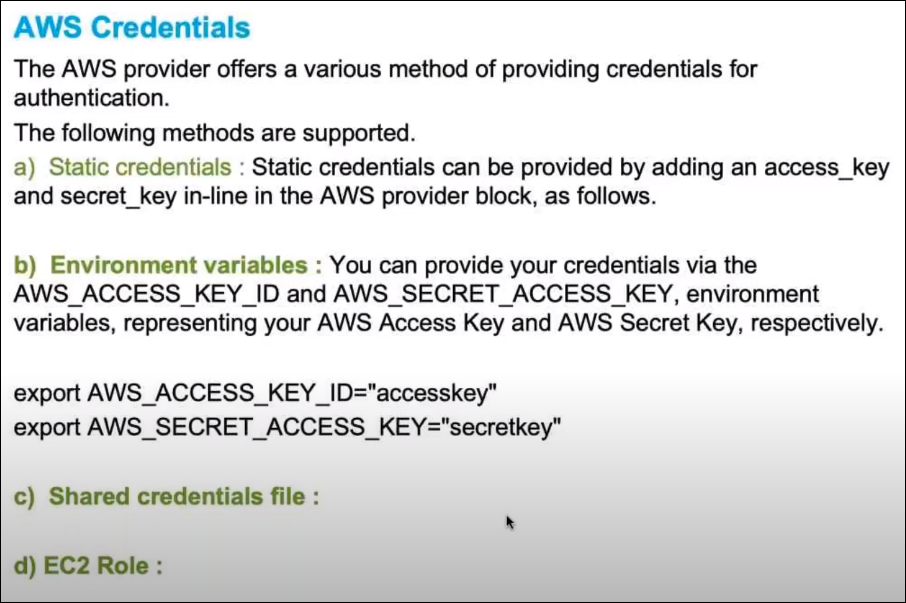 AWS Credentials
The AWS provider offers a various method of providing credentials for
authentication.
The following methods are supported.
a) Static credentials : Static credentials can be provided by adding an access_key
and secret_key in-line in the AWS provider block, as follows.
b) Environment variables : You can provide your credentials via the
AWS_ACCESS_KEY_ID and AWS_SECRET_ACCESS_KEY, environment
variables, representing your AWS Access Key and AWS Secret Key, respectively.
export AWS_ACCESS_KEY_ID="accesskey"
export AWS_SECRET_ACCESS_KEY="secretkey"
c) Shared credentials file :
d) EC2 Role :